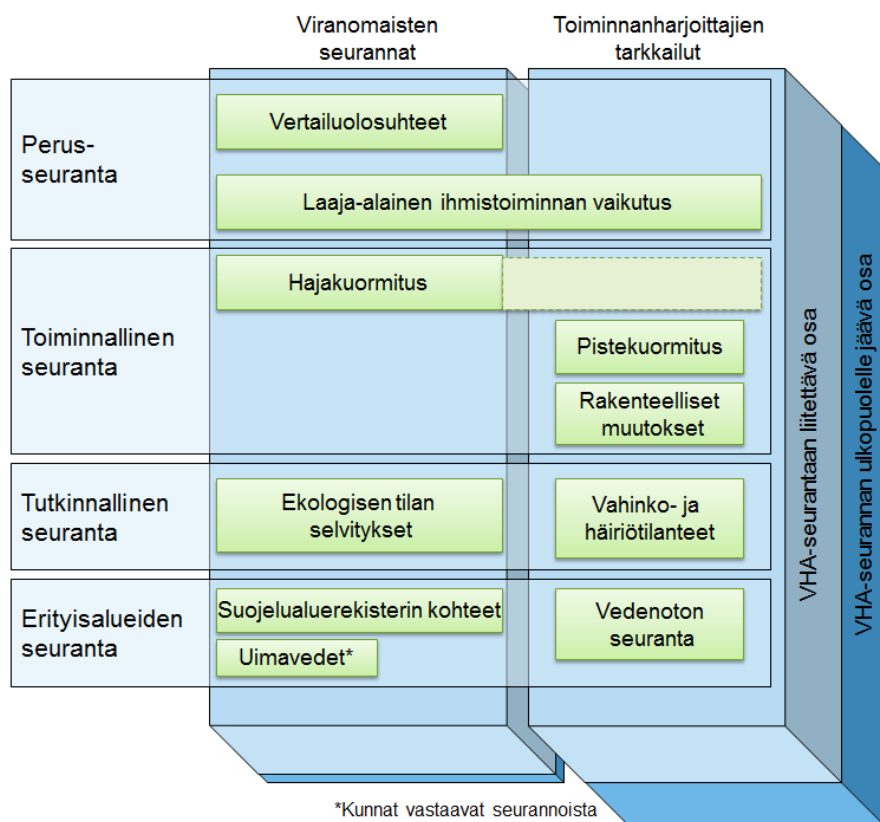 Viranomaisten
seurannat
Toiminnanharjoittajien
tarkkailut
Perus-
seuranta
Vertailuolosuhteet
Laaja-alainen ihmistoiminnan vaikutus
Toiminnallinen
seuranta
Hajakuormitus
Pistekuormitus
Rakenteelliset
muutokset
Tutkinnallinen
seuranta
Ekologisen tilan
selvitykset
Vahinko- ja
häiriötilanteet
Erityisalueiden
seuranta
Suojelualuerekisterin kohteet
Uimavedet*
Vedenoton
seuranta
VHA-seurantaan liitettävä osa
VHA-seurannan ulkopuolelle jäävä osa
*Kunnat vastaavat seurannoista